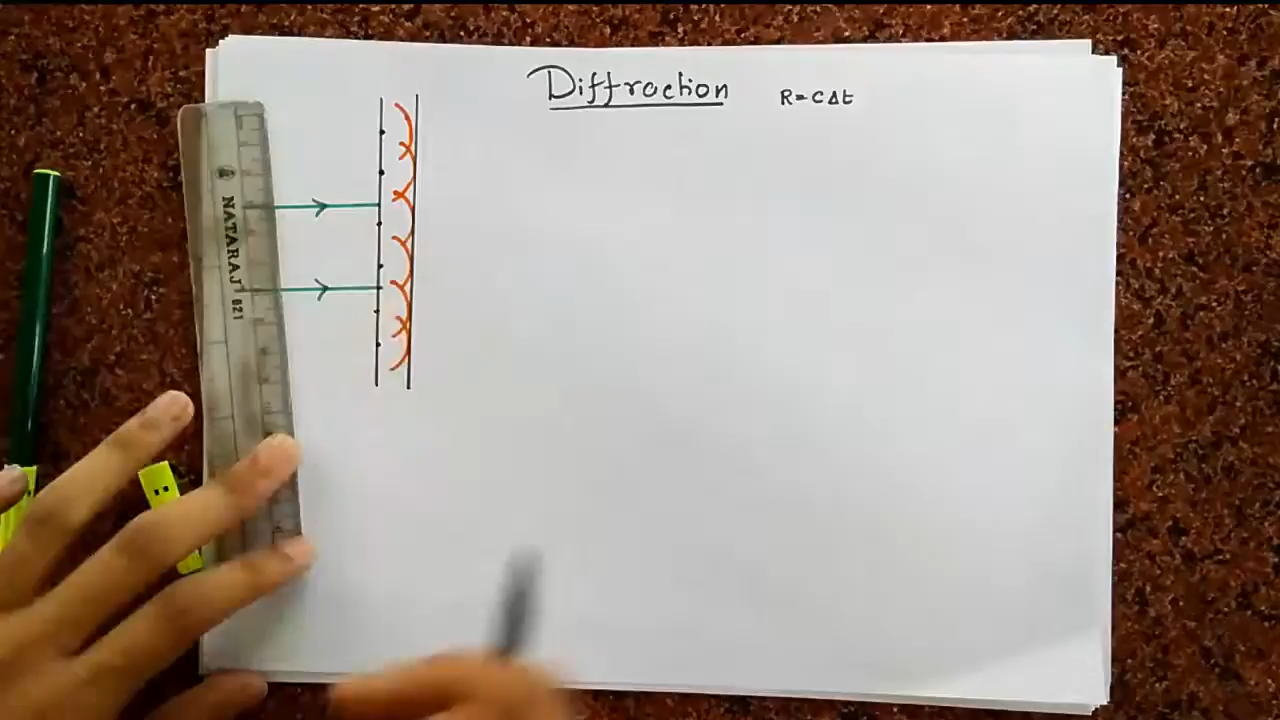 Diffraction
R = CΔt
NATARAJ 621